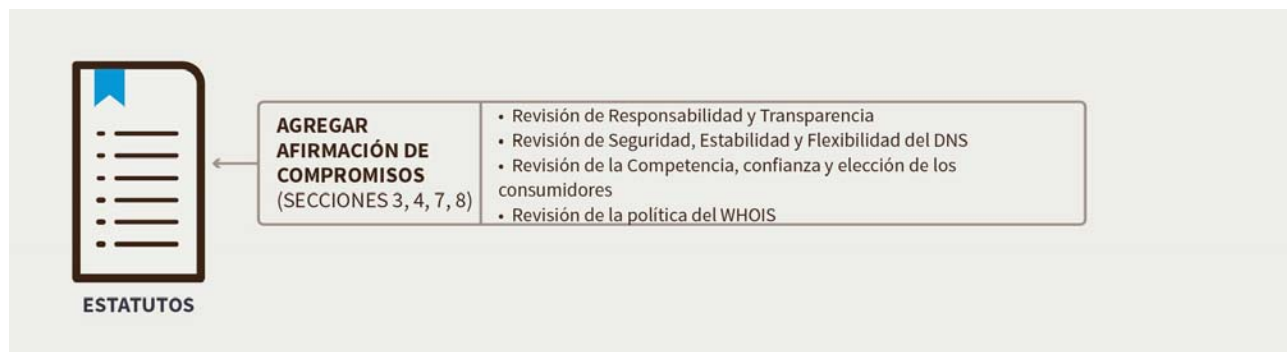 AGREGAR
AFIRMACIÓN DE
COMPROMISOS
(SECCIONES 3, 4, 7, 8)
• Revisión de Responsabilidad y Transparencia
• Revisión de Seguridad, Estabilidad y Flexibilidad del DNS
• Revisión de la Competencia, confianza y elección de los
consumidores
• Revisión de la política del WHOIS
ESTATUTOS